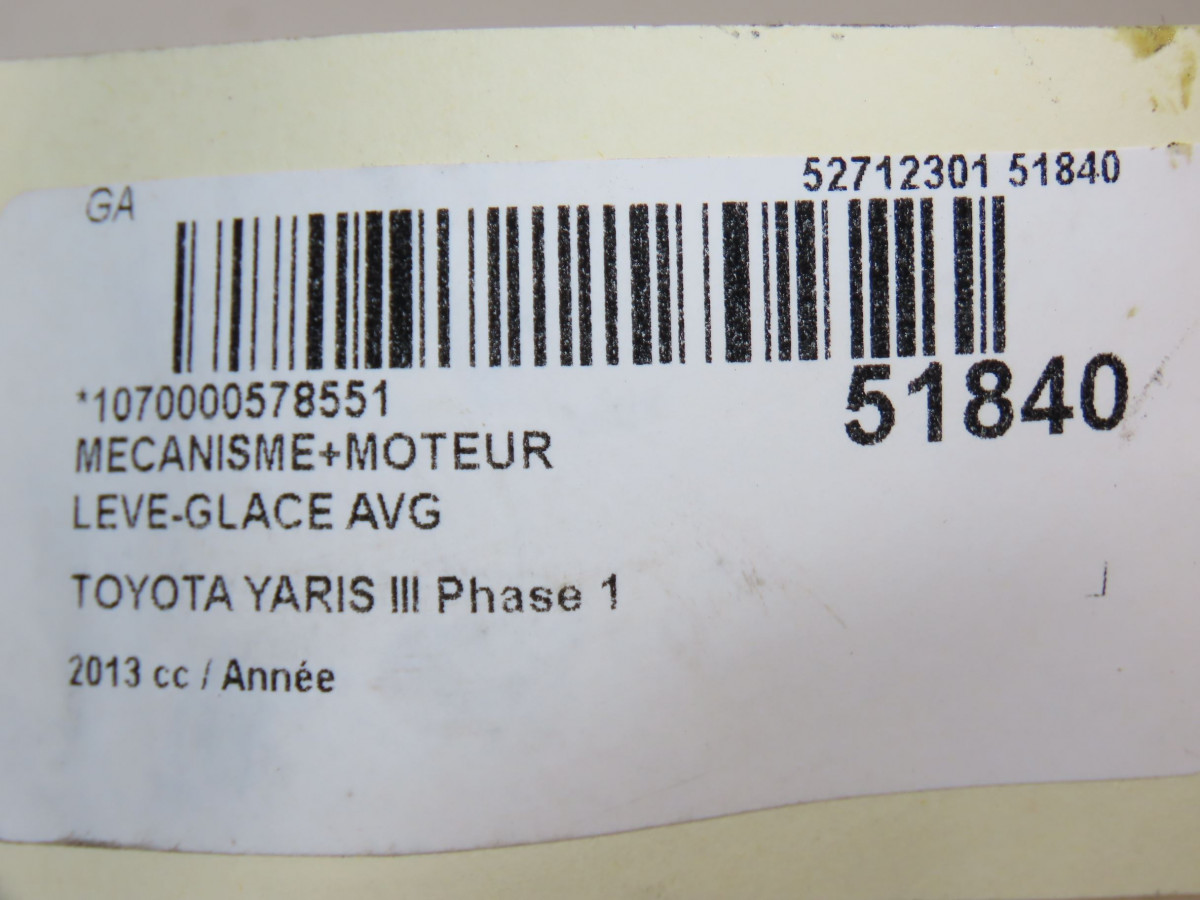 GA
52712301 51840
*1070000578551
51840
MECANISME+MOTEUR
LEVE-GLACE AVG
TOYOTA YARIS III Phase 1
2013 cc / Année